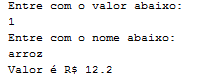 Entre com o valor abaixo:
1
Entre com o nome abaixo:
arroz
Valor é R$ 12.2